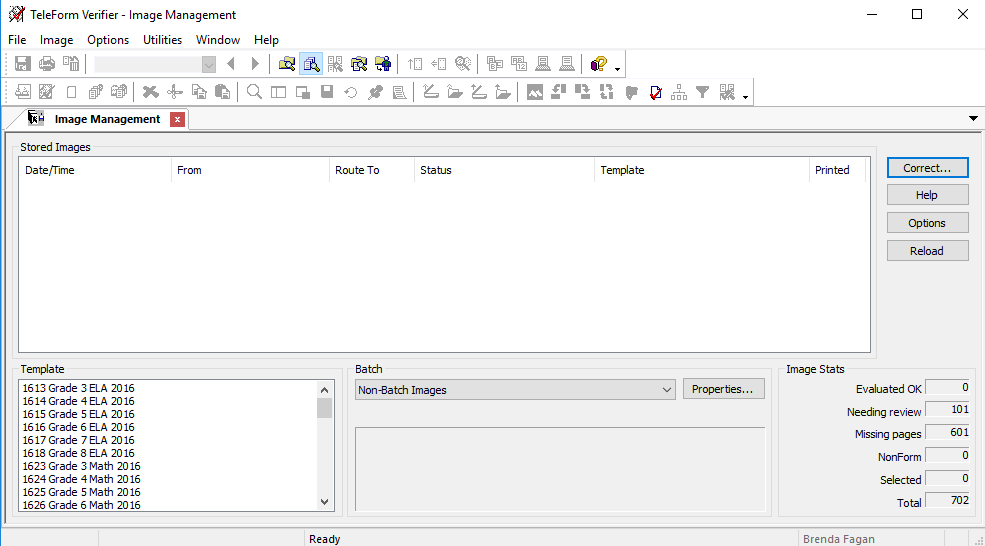 TeleForm Verifier - Image Management
File Image Options Utilities Window Help
Image Management
Stored Images
Date/Time From Route To Status Template Printed
Correct...
Help
Options
Reload
Template
1613 Grade 3 ELA 2016
1614 Grade 4 ELA 2016
1615 Grade 5 ELA 2016
1616 Grade 6 ELA 2016
1617 Grade 7 ELA 2016
1618 Grade 8 ELA 2016
1623 Grade 3 Math 2016
1624 Grade 4 Math 2016
1625 Grade 5 Math 2016
1626 Grade 6 Math 2016
Batch
Non-Batch Images
Properties...
Image Stats
Evaluated OK 0
Needing review 101
Missing pages 601
NonForm 0
Selected 0
Total 702
Ready
Brenda Fagan